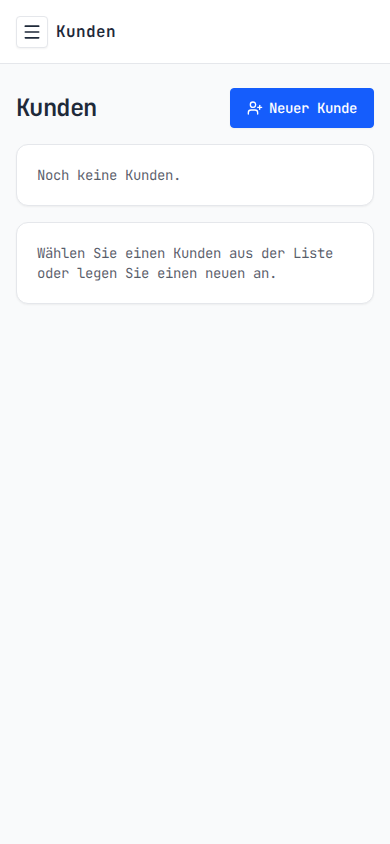 Kunden
Kunden
Neuer Kunde
Noch keine Kunden.
Wählen Sie einen Kunden aus der Liste
oder legen Sie einen neuen an.